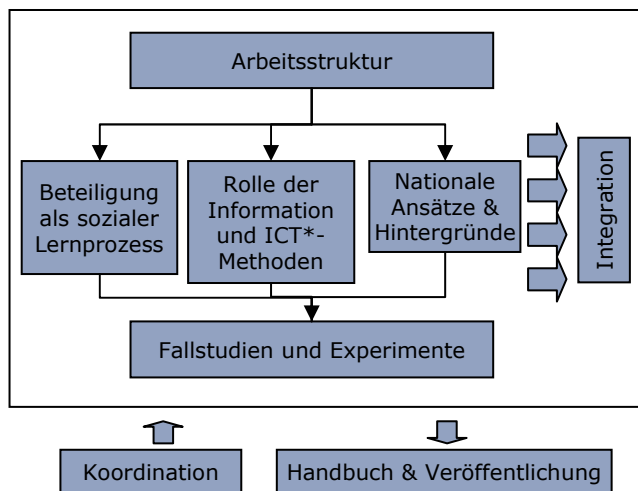 Arbeitsstruktur
Beteiligung
als sozialer
Lernprozess
Rolle der
Information
und ICT*-
Methoden
Nationale
Ansätze &
Hintergründe
Integration
Fallstudien und Experimente
Koordination
Handbuch & Veröffentlichung